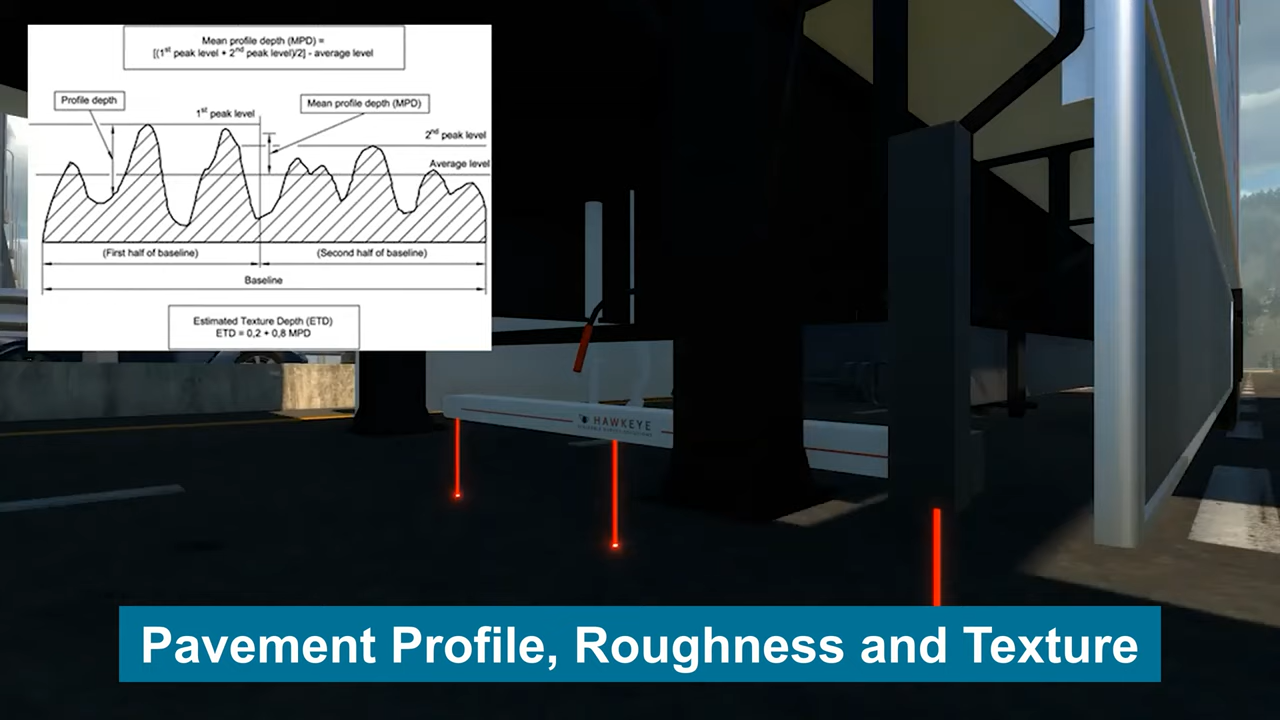 Mean profile depth (MPD) =
[(1st peak level + 2nd peak level)/2] - average level
Profile depth
1st peak level
Mean profile depth (MPD)
2nd peak level
Average level
(First half of baseline)
(Second half of baseline)
Baseline
Estimated Texture Depth (ETD)
ETD = 0,2 + 0,8 MPD
HAWKEYE
Pavement Profile, Roughness and Texture